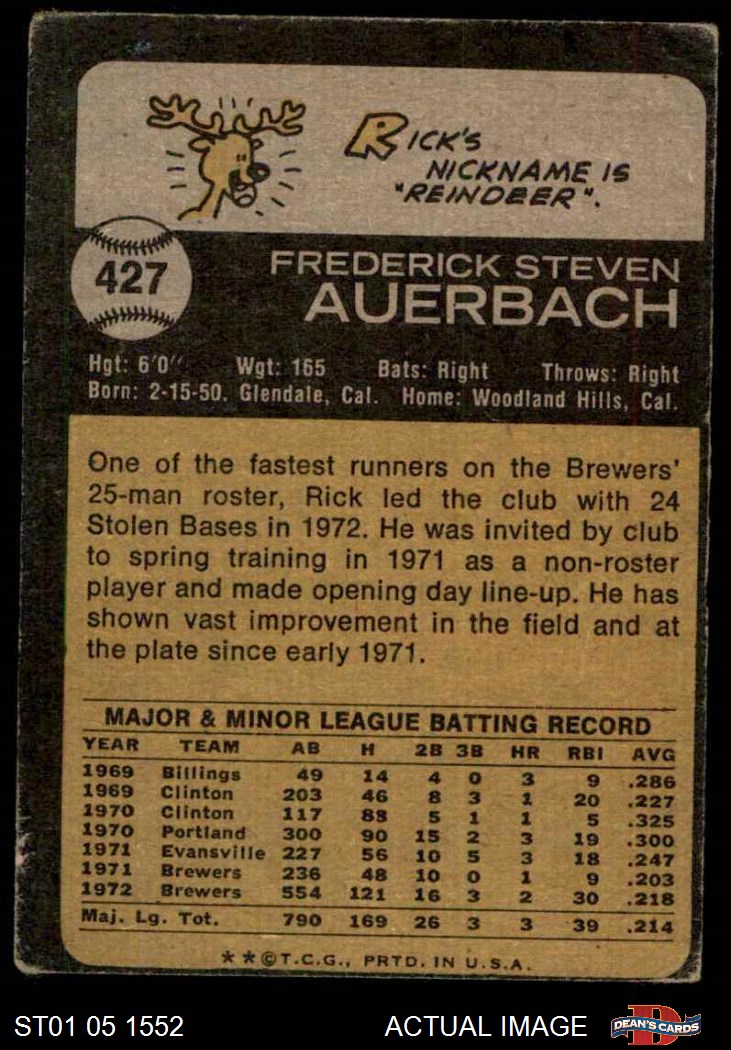 RICK'S
NICKNAME IS
"REINDEER".
427
FREDERICK STEVEN
AUERBACH
Hgt: 6'0" Wgt: 165 Bats: Right Throws: Right
Born: 2-15-50. Glendale, Cal. Home: Woodland Hills, Cal.
One of the fastest runners on the Brewers'
25-man roster, Rick led the club with 24
Stolen Bases in 1972. He was invited by club
to spring training in 1971 as a non-roster
player and made opening day line-up. He has
shown vast improvement in the field and at
the plate since early 1971.
MAJOR & MINOR LEAGUE BATTING RECORD
YEAR TEAM AB H 2B 3B HR RBI AVG
1969 Billings 49 14 4 0 3 9 .286
1969 Clinton 203 46 8 3 1 20 .227
1970 Clinton 117 38 5 1 1 5 .325
1970 Portland 300 90 15 2 3 19 .300
1971 Evansville 227 56 10 5 3 18 .247
1971 Brewers 236 48 10 0 1 9 .203
1972 Brewers 554 121 16 3 2 30 .218
Maj. Lg. Tot. 790 169 26 3 3 39 .214
* * © T.C.G., PRTD. IN U.S.A.
ST01 05 1552 ACTUAL IMAGE D DEAN'S CARDS